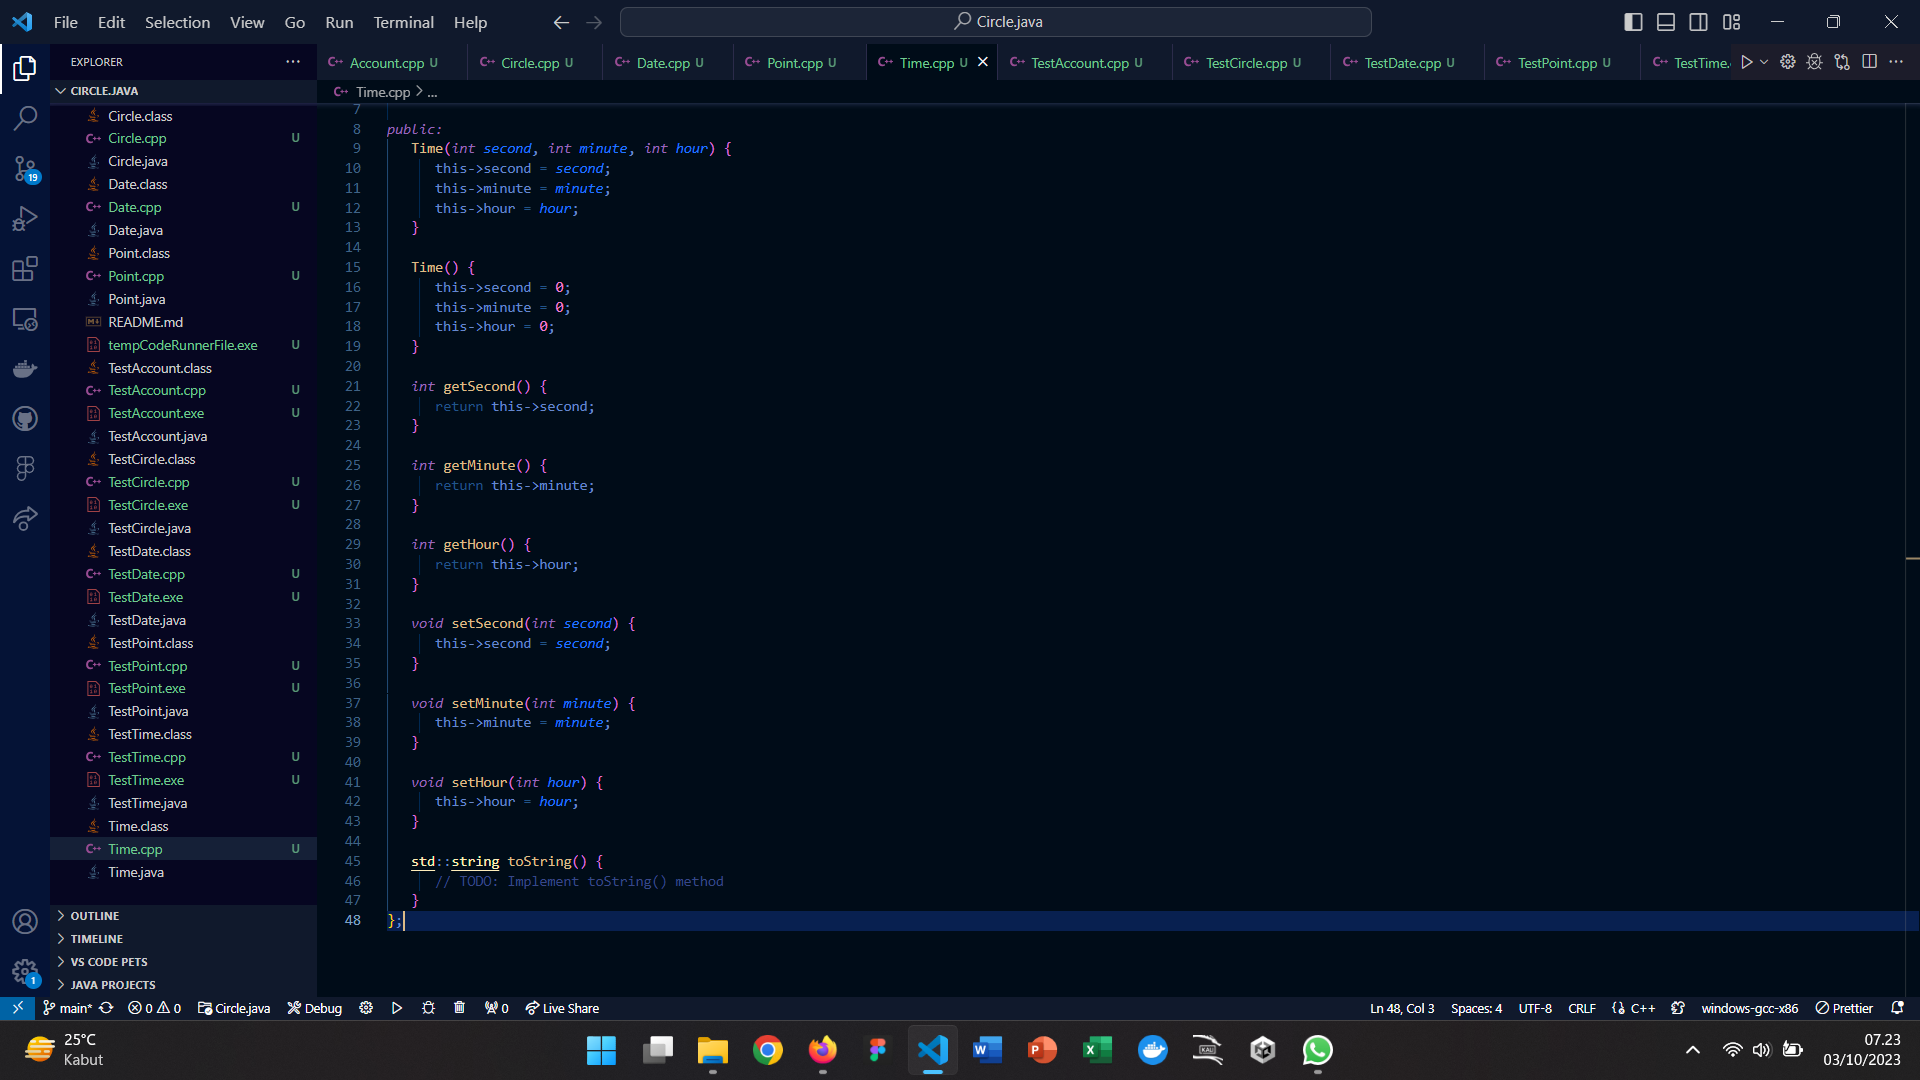 File Edit Selection View Go Run Terminal Help
Circle.java
EXPLORER
Account.cpp U
Circle.cpp U
Date.cpp U
Point.cpp U
Time.cpp U
TestAccount.cpp U
TestCircle.cpp U
TestDate.cpp U
TestPoint.cpp U
TestTime.
CIRCLE.JAVA
Time.cpp > ...
Circle.class
Circle.cpp U
Circle.java
Date.class
Date.cpp U
Date.java
Point.class
Point.cpp U
Point.java
README.md
tempCodeRunnerFile.exe U
TestAccount.class
TestAccount.cpp U
TestAccount.exe U
TestAccount.java
TestCircle.class
TestCircle.cpp U
TestCircle.exe U
TestCircle.java
TestDate.class
TestDate.cpp U
TestDate.exe U
TestDate.java
TestPoint.class
TestPoint.cpp U
TestPoint.exe U
TestPoint.java
TestTime.class
TestTime.cpp U
TestTime.exe U
TestTime.java
Time.class
Time.cpp U
Time.java
OUTLINE
TIMELINE
VS CODE PETS
JAVA PROJECTS
19
1
7
8 public:
9 Time(int second, int minute, int hour) {
10 this->second = second;
11 this->minute = minute;
12 this->hour = hour;
13 }
14
15 Time() {
16 this->second = 0;
17 this->minute = 0;
18 this->hour = 0;
19 }
20
21 int getSecond() {
22 return this->second;
23 }
24
25 int getMinute() {
26 return this->minute;
27 }
28
29 int getHour() {
30 return this->hour;
31 }
32
33 void setSecond(int second) {
34 this->second = second;
35 }
36
37 void setMinute(int minute) {
38 this->minute = minute;
39 }
40
41 void setHour(int hour) {
42 this->hour = hour;
43 }
44
45 std::string toString() {
46 // TODO: Implement toString() method
47 }
48 };
main* 0 0 Circle.java Debug 0 Live Share
Ln 48, Col 3 Spaces: 4 UTF-8 CRLF {} C++ windows-gcc-x86 Prettier
25°C
Kabut
07.23
03/10/2023